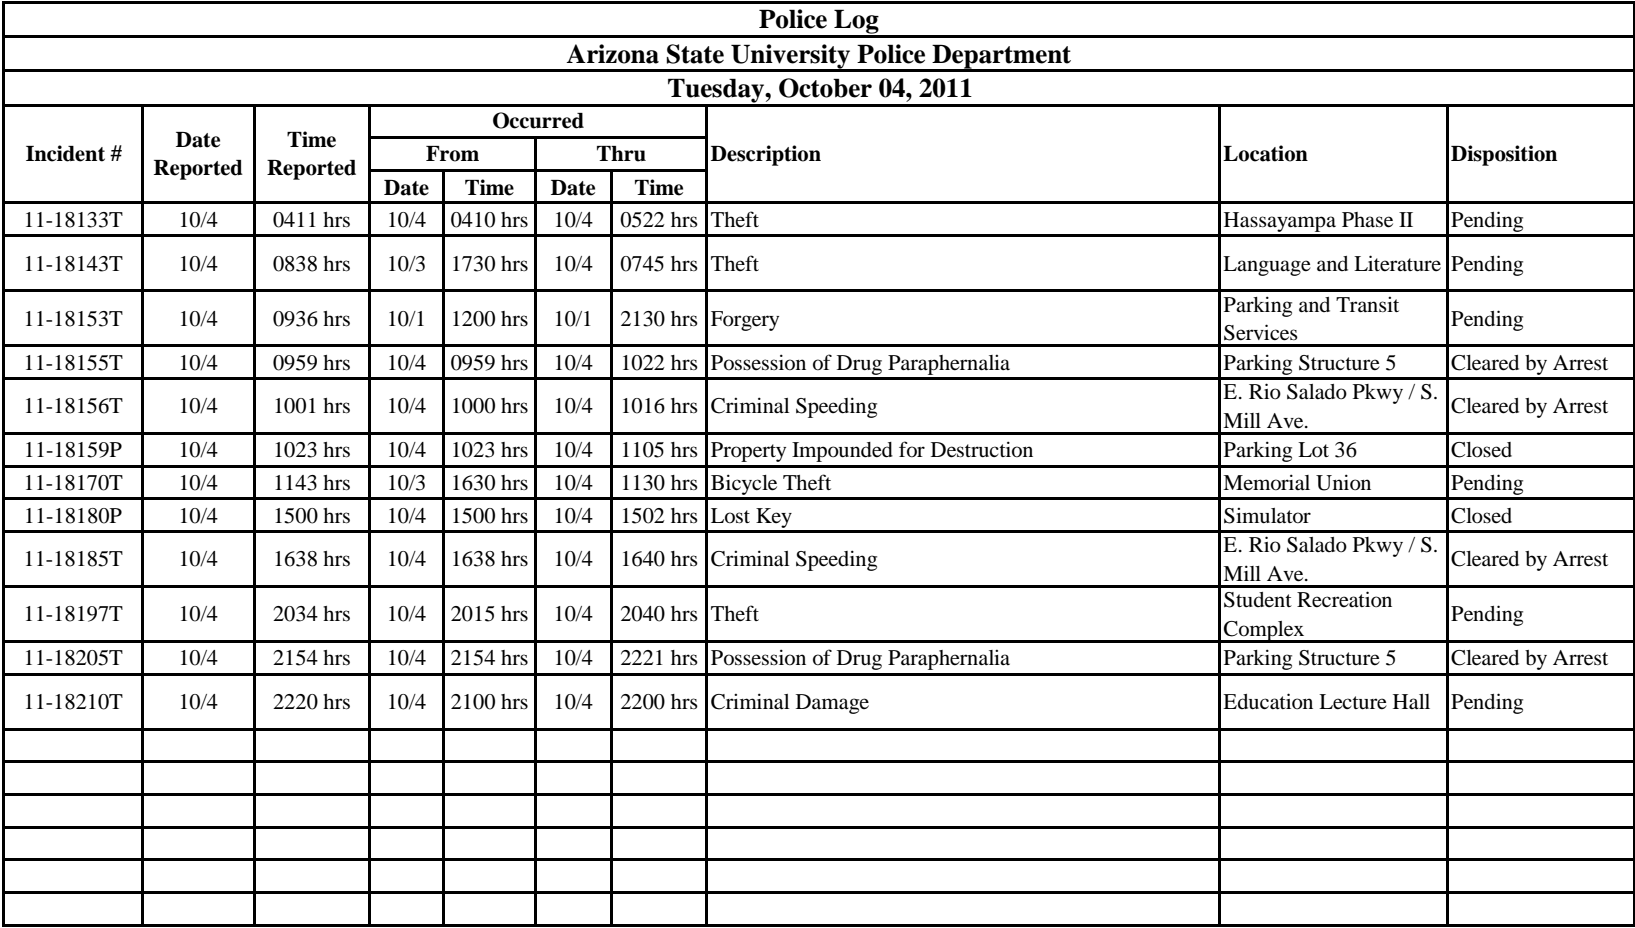 Police Log
Arizona State University Police Department
Tuesday, October 04, 2011
Incident # Date Reported Time Reported Occurred Description Location Disposition
From Thru
Date Time Date Time
11-18133T 10/4 0411 hrs 10/4 0410 hrs 10/4 0522 hrs Theft Hassayampa Phase II Pending
11-18143T 10/4 0838 hrs 10/3 1730 hrs 10/4 0745 hrs Theft Language and Literature Pending
11-18153T 10/4 0936 hrs 10/1 1200 hrs 10/1 2130 hrs Forgery Parking and Transit Services Pending
11-18155T 10/4 0959 hrs 10/4 0959 hrs 10/4 1022 hrs Possession of Drug Paraphernalia Parking Structure 5 Cleared by Arrest
11-18156T 10/4 1001 hrs 10/4 1000 hrs 10/4 1016 hrs Criminal Speeding E. Rio Salado Pkwy / S. Mill Ave. Cleared by Arrest
11-18159P 10/4 1023 hrs 10/4 1023 hrs 10/4 1105 hrs Property Impounded for Destruction Parking Lot 36 Closed
11-18170T 10/4 1143 hrs 10/3 1630 hrs 10/4 1130 hrs Bicycle Theft Memorial Union Pending
11-18180P 10/4 1500 hrs 10/4 1500 hrs 10/4 1502 hrs Lost Key Simulator Closed
11-18185T 10/4 1638 hrs 10/4 1638 hrs 10/4 1640 hrs Criminal Speeding E. Rio Salado Pkwy / S. Mill Ave. Cleared by Arrest
11-18197T 10/4 2034 hrs 10/4 2015 hrs 10/4 2040 hrs Theft Student Recreation Complex Pending
11-18205T 10/4 2154 hrs 10/4 2154 hrs 10/4 2221 hrs Possession of Drug Paraphernalia Parking Structure 5 Cleared by Arrest
11-18210T 10/4 2220 hrs 10/4 2100 hrs 10/4 2200 hrs Criminal Damage Education Lecture Hall Pending